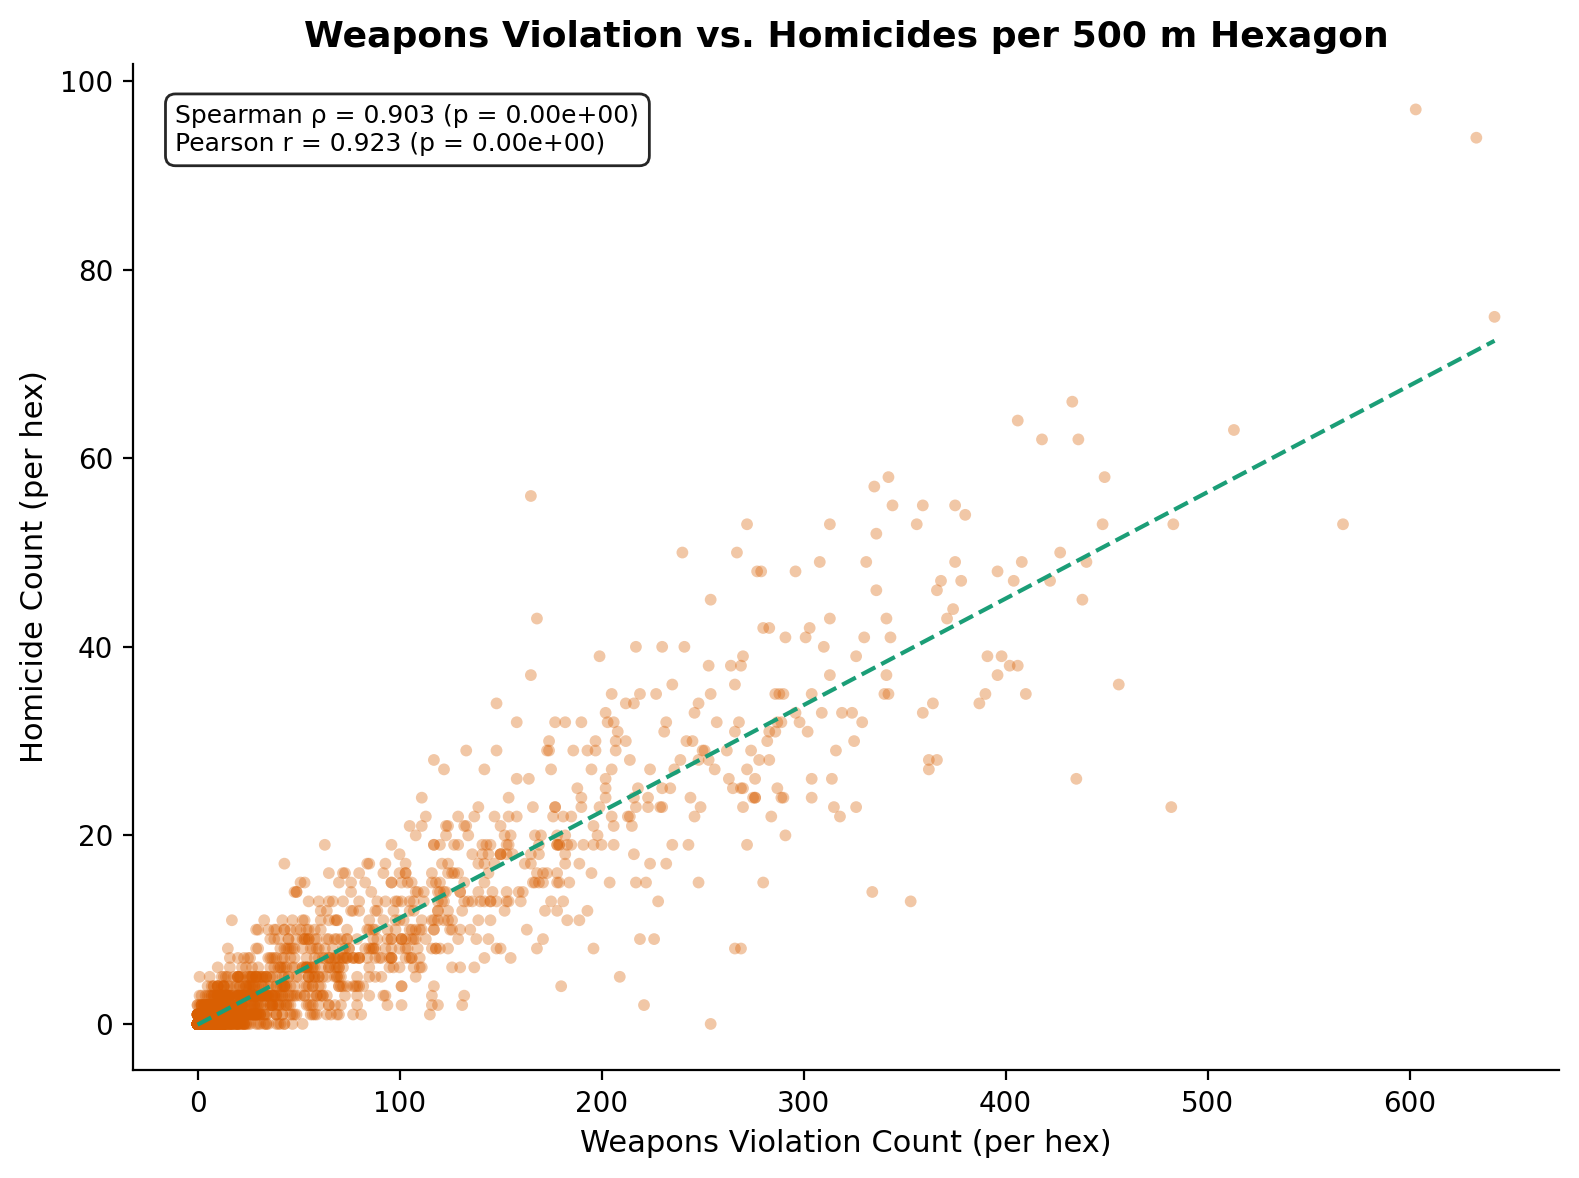 Weapons Violation vs. Homicides per 500 m Hexagon
Spearman ρ = 0.903 (p = 0.00e+00)
Pearson r = 0.923 (p = 0.00e+00)
Homicide Count (per hex)
100
80
60
40
20
0
0 100 200 300 400 500 600
Weapons Violation Count (per hex)